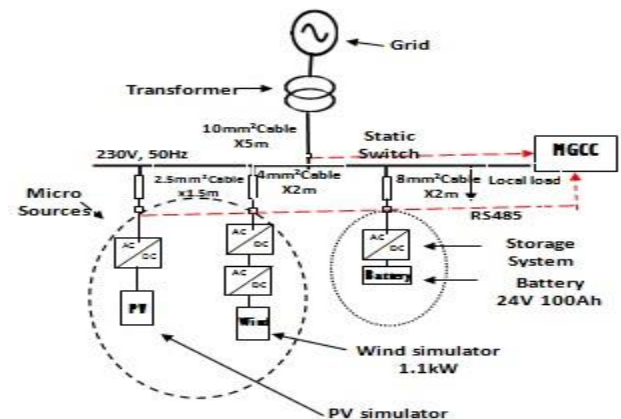 Grid
Transformer
10mm²Cable
X5m
Static
Switch
MGCC
230V, 50Hz
2.5mm²Cable
x1.5m
4mm²Cable
X2m
8mm²Cable
X2m
Local load
RS485
Micro
Sources
AC
DC
AC
DC
AC
DC
AC
DC
Storage
System
Battery
Battery
24V 100Ah
PV
Wind
Wind simulator
1.1kW
PV simulator